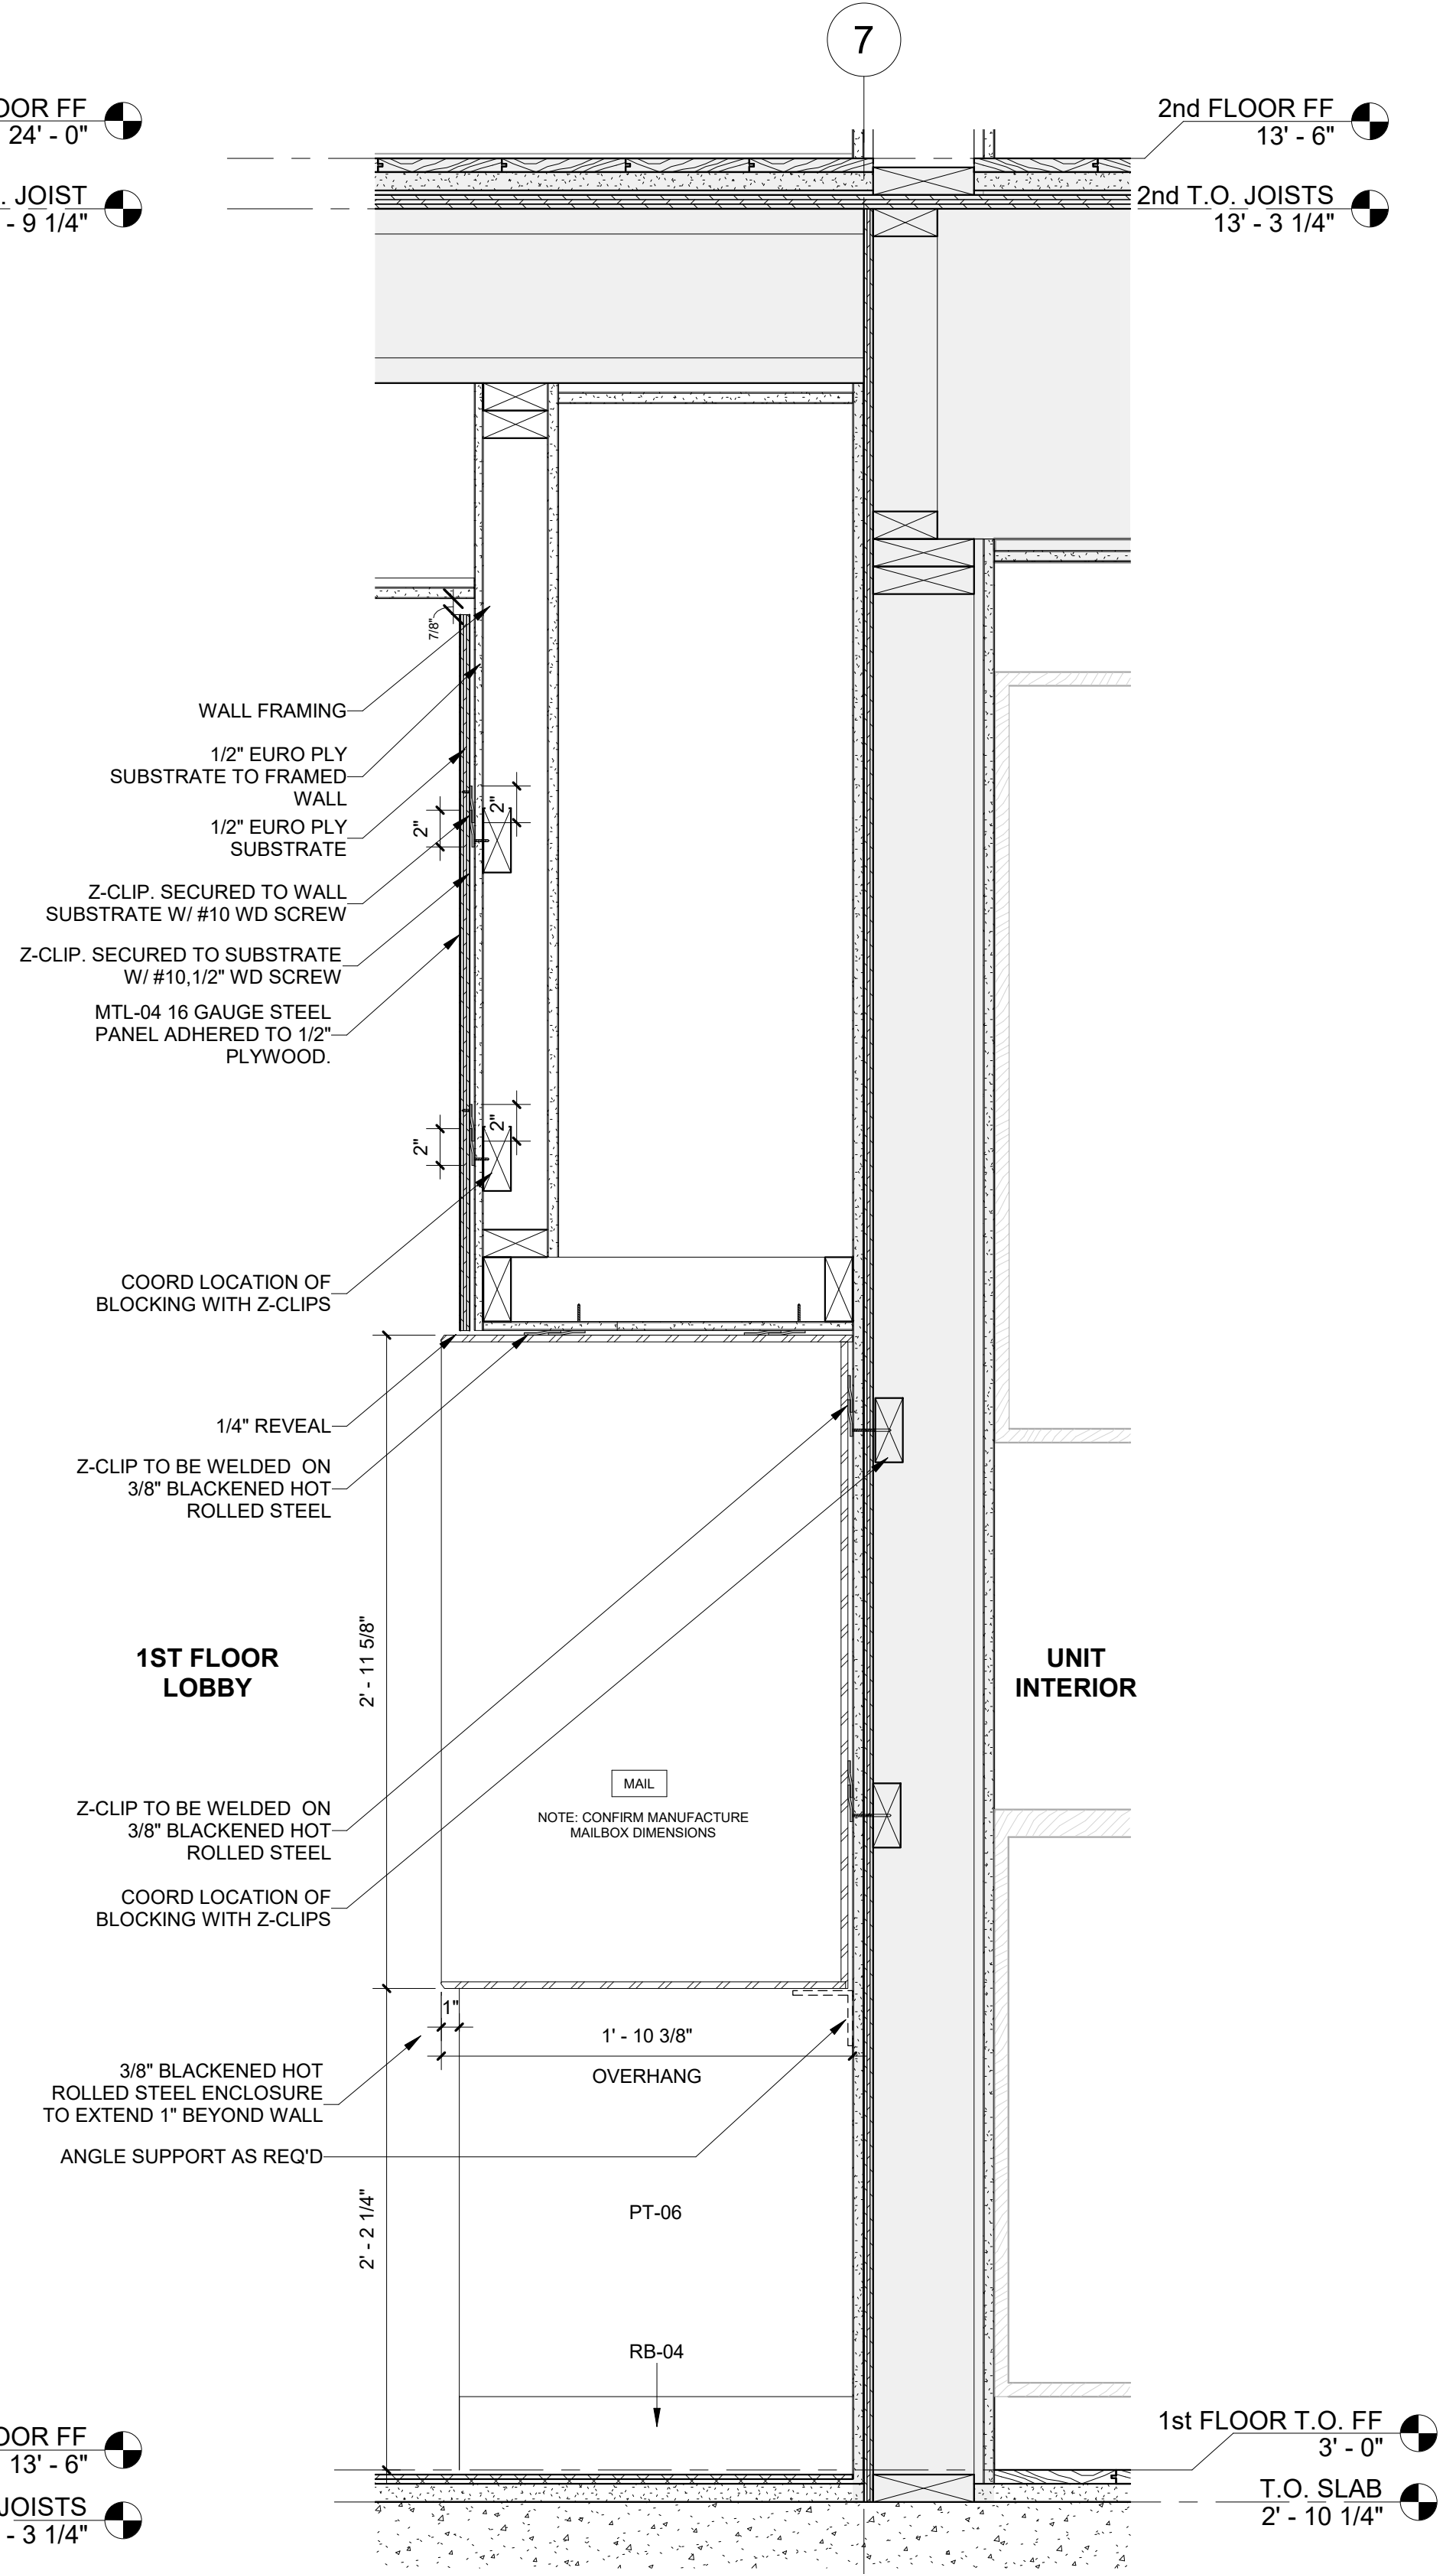 7
OOR FF
24' - 0"
. JOIST
- 9 1/4"
2nd FLOOR FF
13' - 6"
2nd T.O. JOISTS
13' - 3 1/4"
7/8"
WALL FRAMING
1/2" EURO PLY
SUBSTRATE TO FRAMED
WALL
1/2" EURO PLY
SUBSTRATE
2"
2"
Z-CLIP. SECURED TO WALL
SUBSTRATE W/ #10 WD SCREW
Z-CLIP. SECURED TO SUBSTRATE
W/ #10,1/2" WD SCREW
MTL-04 16 GAUGE STEEL
PANEL ADHERED TO 1/2"
PLYWOOD.
2"
2"
COORD LOCATION OF
BLOCKING WITH Z-CLIPS
1/4" REVEAL
Z-CLIP TO BE WELDED ON
3/8" BLACKENED HOT
ROLLED STEEL
1ST FLOOR
LOBBY
2' - 11 5/8"
UNIT
INTERIOR
MAIL
NOTE: CONFIRM MANUFACTURE
MAILBOX DIMENSIONS
Z-CLIP TO BE WELDED ON
3/8" BLACKENED HOT
ROLLED STEEL
COORD LOCATION OF
BLOCKING WITH Z-CLIPS
1"
1' - 10 3/8"
OVERHANG
3/8" BLACKENED HOT
ROLLED STEEL ENCLOSURE
TO EXTEND 1" BEYOND WALL
ANGLE SUPPORT AS REQ'D
2' - 2 1/4"
PT-06
RB-04
OOR FF
13' - 6"
JOISTS
- 3 1/4"
1st FLOOR T.O. FF
3' - 0"
T.O. SLAB
2' - 10 1/4"